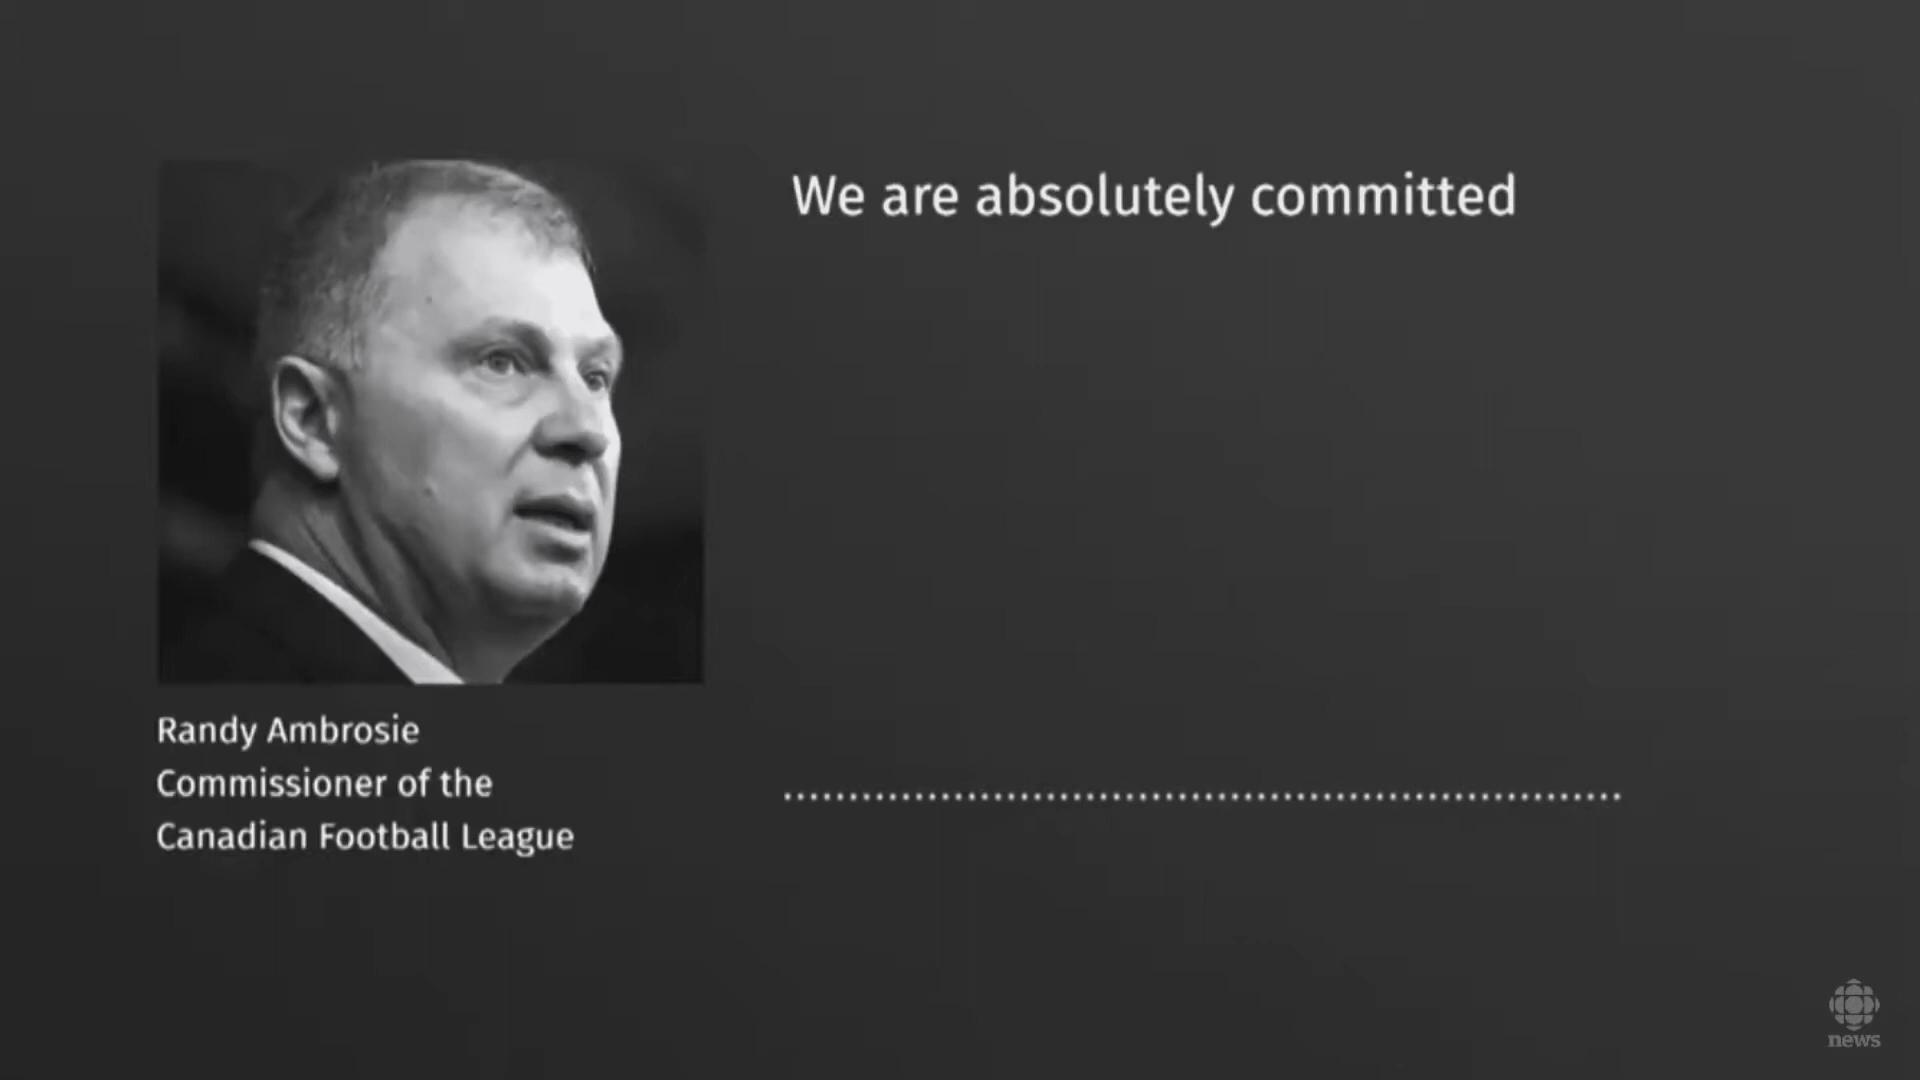 We are absolutely committed
Randy Ambrosie
Commissioner of the
Canadian Football League
news